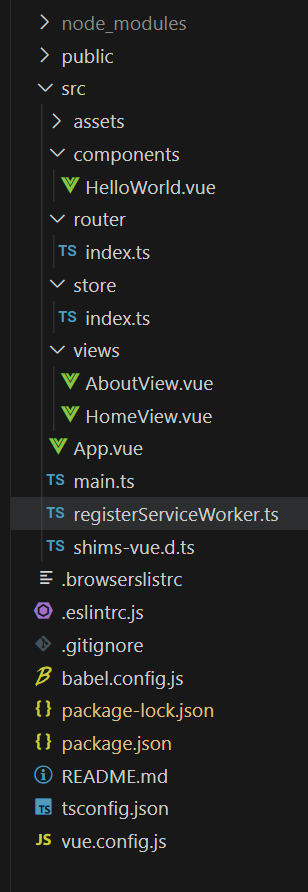 node_modules
public
src
assets
components
HelloWorld.vue
router
TS index.ts
store
TS index.ts
views
AboutView.vue
HomeView.vue
App.vue
TS main.ts
TS registerServiceWorker.ts
TS shims-vue.d.ts
.browserslistrc
.eslintrc.js
.gitignore
B babel.config.js
{} package-lock.json
{} package.json
README.md
TS tsconfig.json
JS vue.config.js